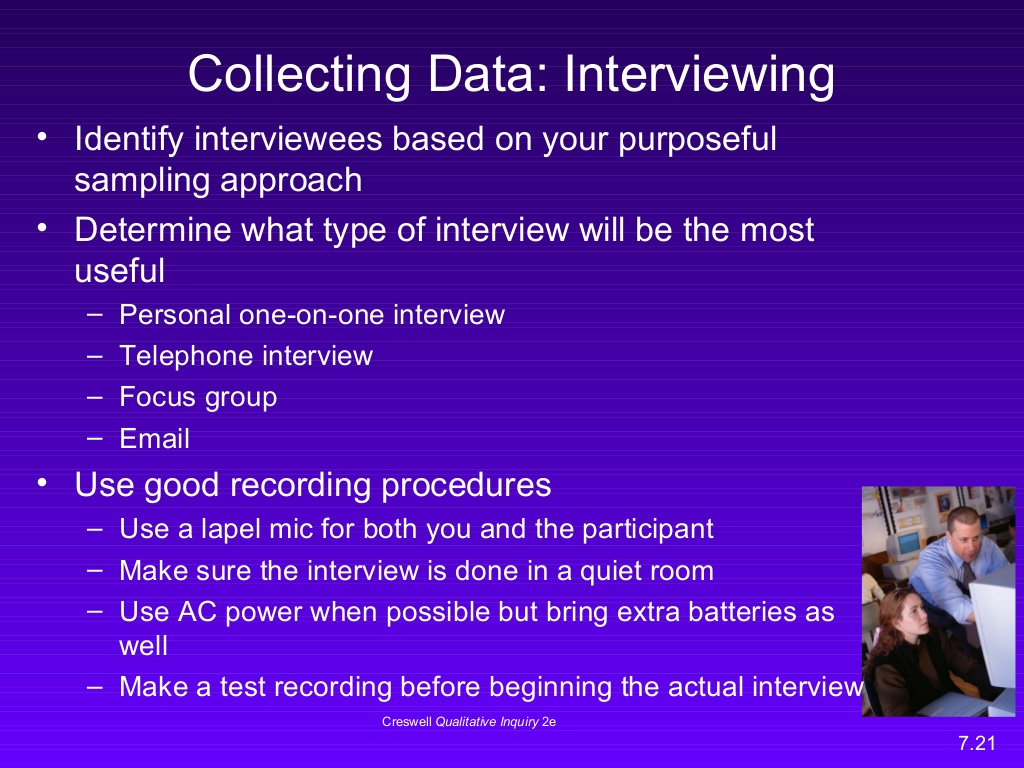 Collecting Data: Interviewing
• Identify interviewees based on your purposeful
sampling approach
• Determine what type of interview will be the most
useful
– Personal one-on-one interview
– Telephone interview
– Focus group
– Email
• Use good recording procedures
– Use a lapel mic for both you and the participant
– Make sure the interview is done in a quiet room
– Use AC power when possible but bring extra batteries as
well
– Make a test recording before beginning the actual interview
Creswell Qualitative Inquiry 2e
7.21